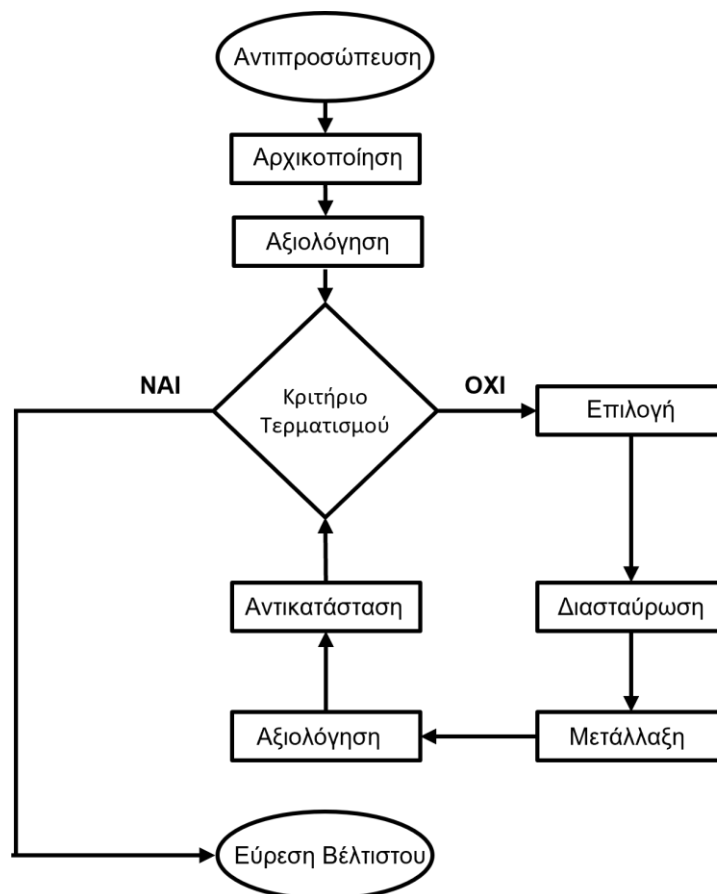 Αντιπροσώπευση
Αρχικοποίηση
Αξιολόγηση
ΝΑΙ
ΟΧΙ
Κριτήριο
Τερματισμού
Επιλογή
Αντικατάσταση
Διασταύρωση
Αξιολόγηση
Μετάλλαξη
Εύρεση Βέλτιστου